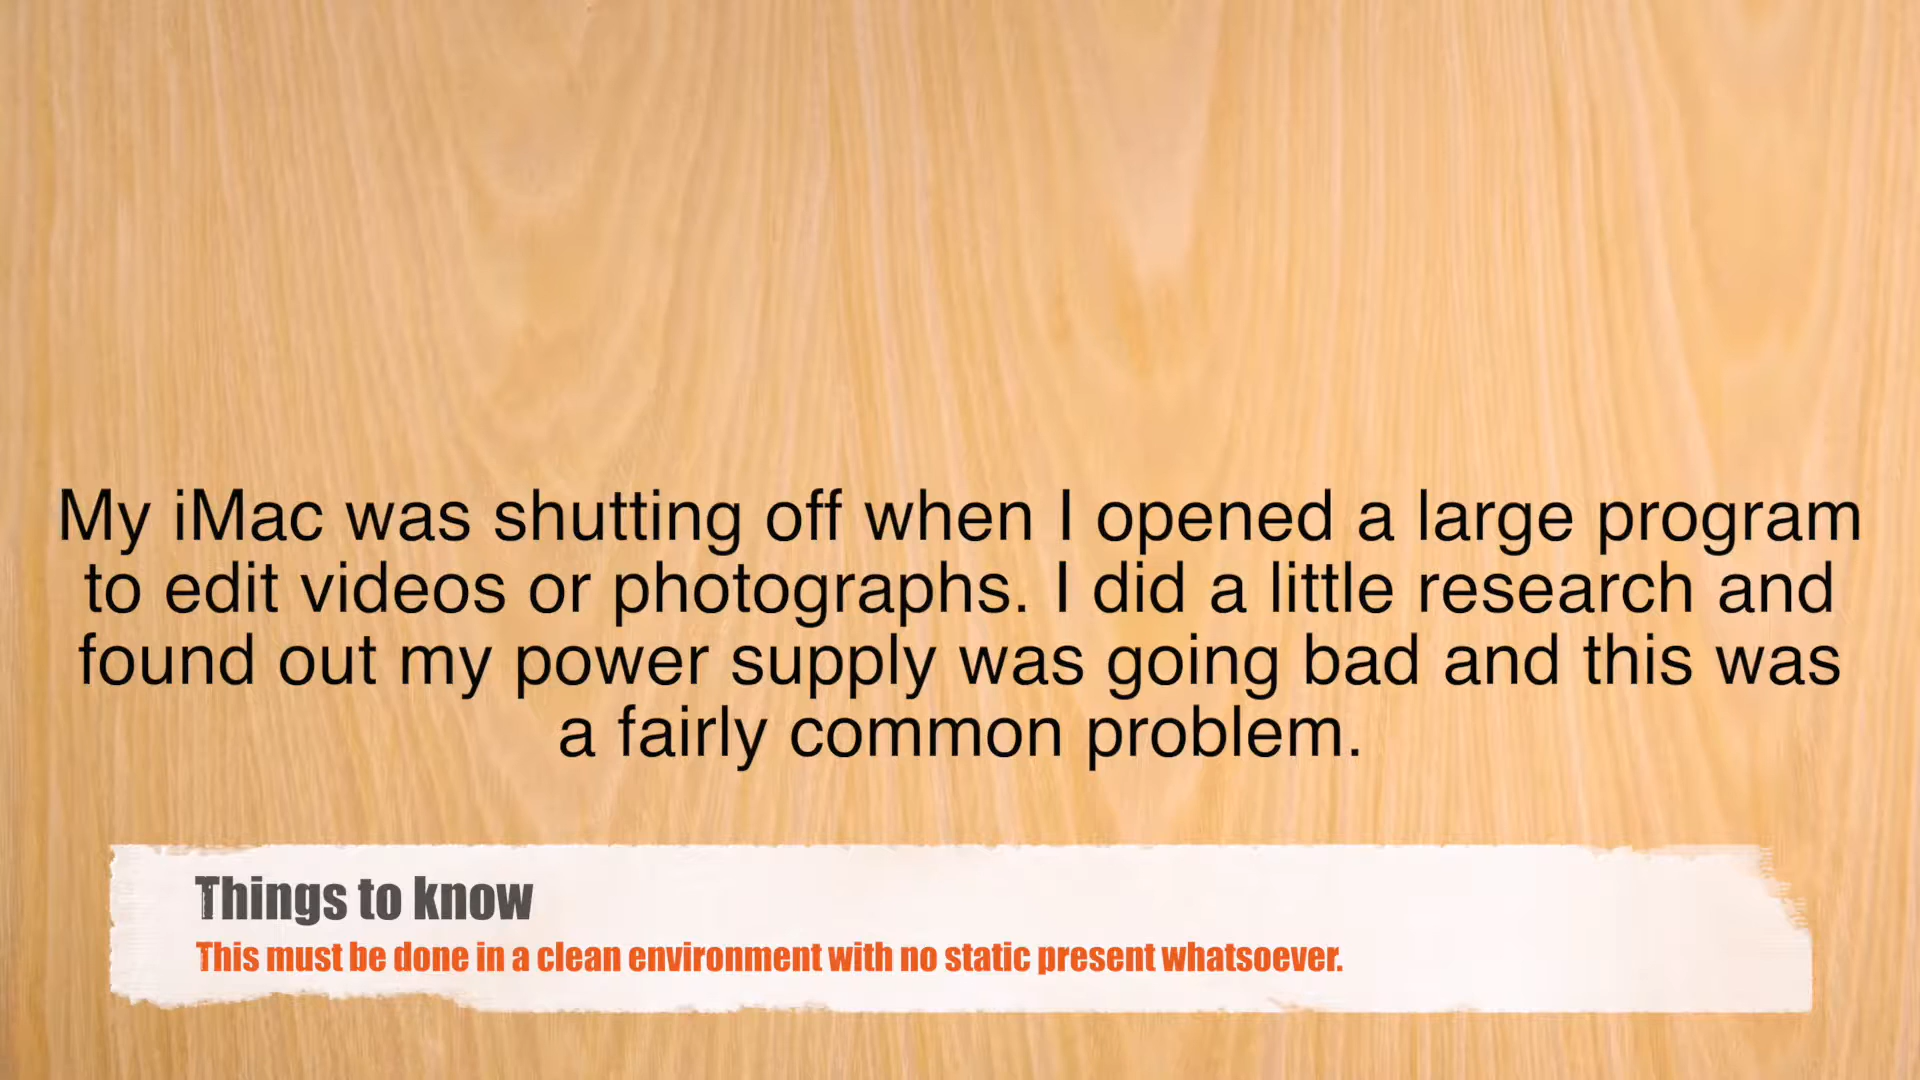 My iMac was shutting off when I opened a large program
to edit videos or photographs. I did a little research and
found out my power supply was going bad and this was
a fairly common problem.
Things to know
This must be done in a clean environment with no static present whatsoever.